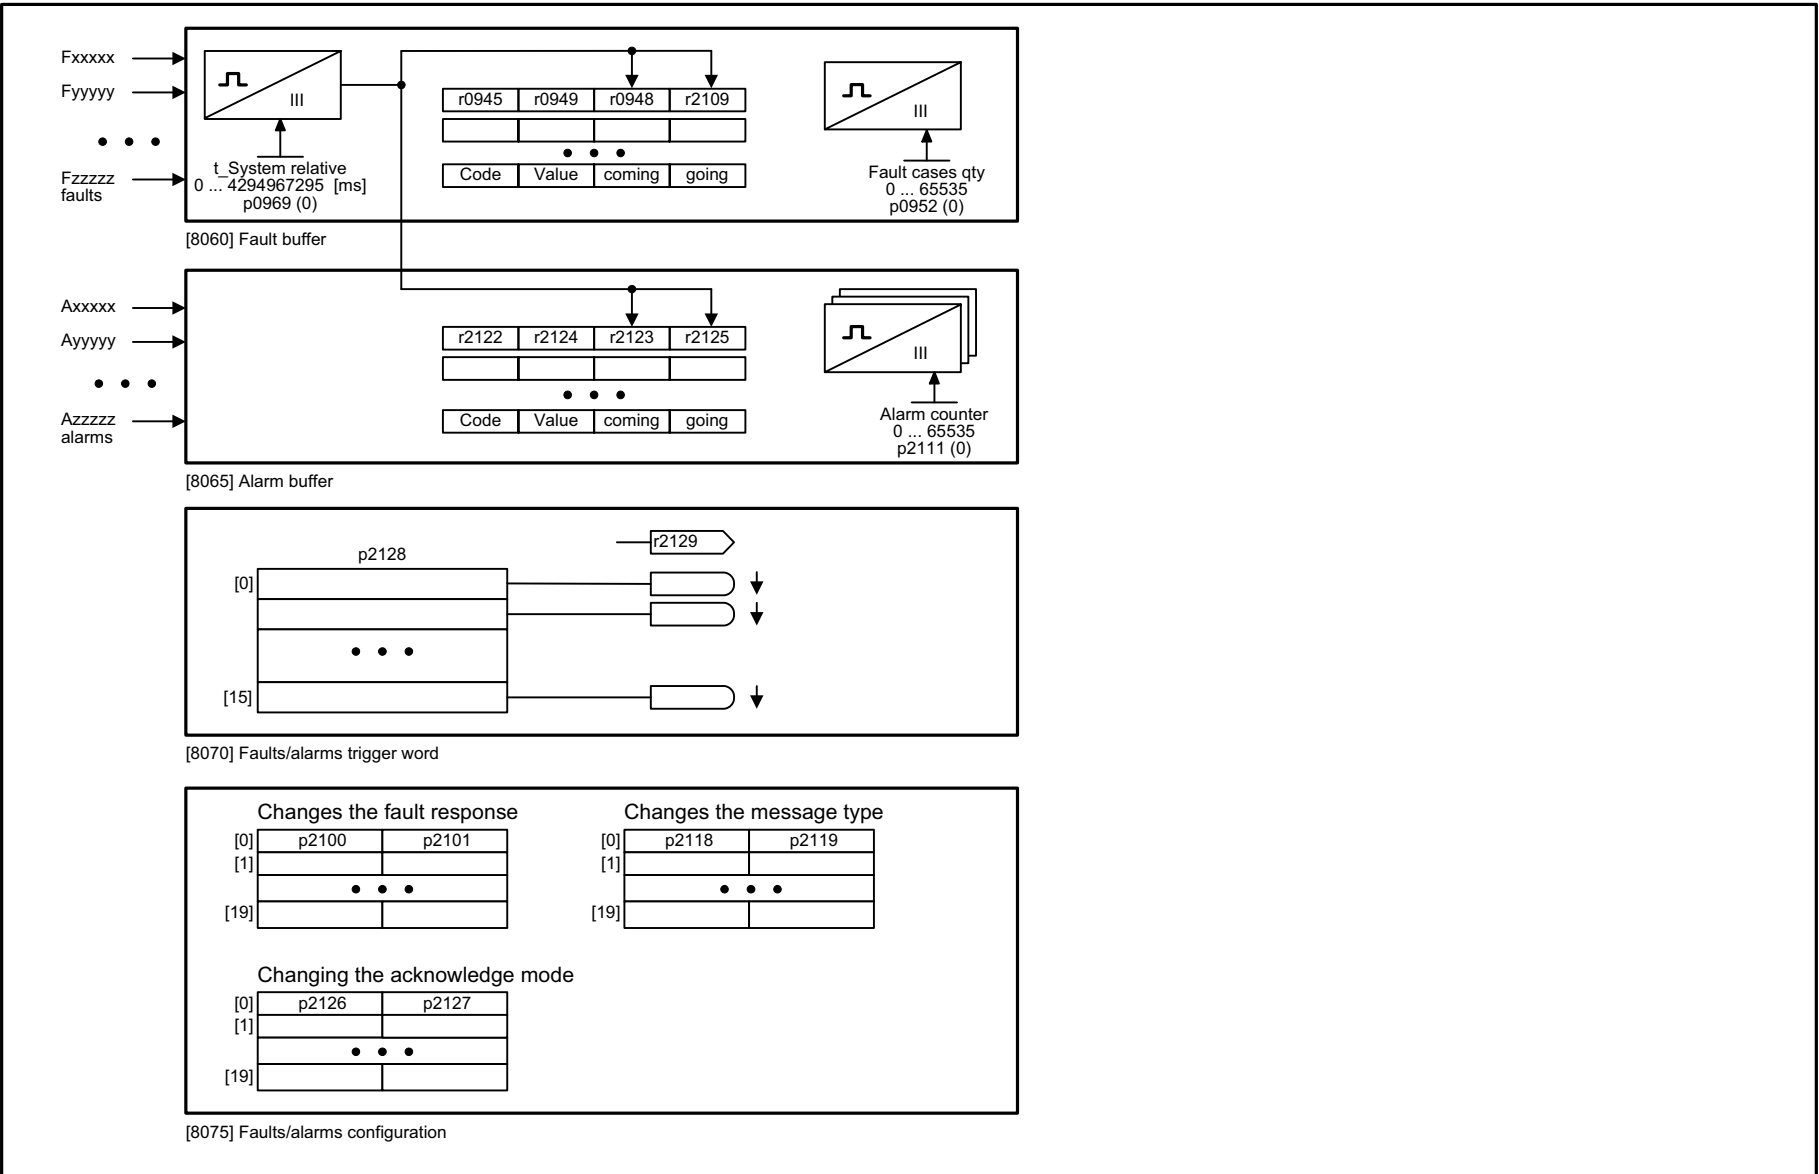 Fxxxxx
Fyyyyy
Fzzzzz
faults
III
t_System relative
0 ... 4294967295 [ms]
p0969 (0)
r0945 r0949 r0948 r2109
Code Value coming going
III
Fault cases qty
0 ... 65535
p0952 (0)
[8060] Fault buffer
Axxxxx
Ayyyyy
Azzzzz
alarms
r2122 r2124 r2123 r2125
Code Value coming going
III
Alarm counter
0 ... 65535
p2111 (0)
[8065] Alarm buffer
p2128
r2129
[0]
[15]
[8070] Faults/alarms trigger word
Changes the fault response
[0] p2100 p2101
[1]
[19]
Changes the message type
[0] p2118 p2119
[1]
[19]
Changing the acknowledge mode
[0] p2126 p2127
[1]
[19]
[8075] Faults/alarms configuration